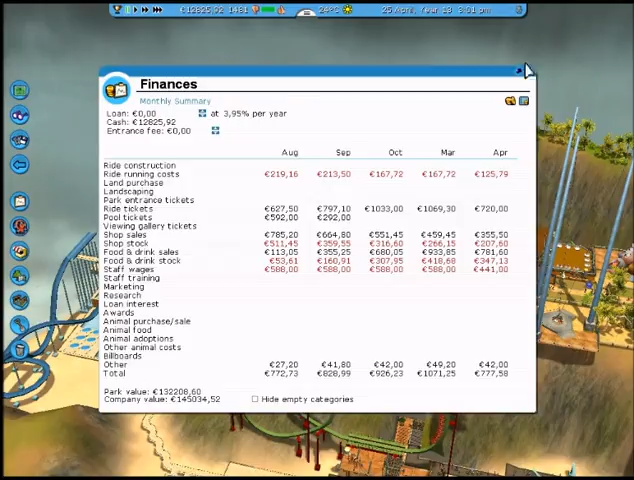 €12825,92 1481 24°C 25 April, Year 13
Finances
Monthly Summary
Loan: €0,00 at 3,95% per year
Cash: €12825,92
Entrance fee: €0,00
Aug Sep Oct Mar Apr
Ride construction
Ride running costs €219,16 €213,50 €167,72 €167,72 €125,79
Land purchase
Landscaping
Park entrance tickets
Ride tickets €627,50 €797,10 €1033,00 €1069,30 €720,00
Pool tickets €592,00 €292,00
Viewing gallery tickets
Shop sales €785,20 €664,80 €551,45 €459,45 €355,50
Shop stock €511,45 €359,55 €316,60 €266,15 €207,60
Food & drink sales €113,05 €355,25 €680,05 €933,85 €781,60
Food & drink stock €53,61 €160,91 €307,95 €418,68 €347,13
Staff wages €588,00 €588,00 €588,00 €588,00 €441,00
Staff training
Marketing
Research
Loan interest
Awards
Animal purchase/sale
Animal food
Animal adoptions
Other animal costs
Billboards
Other €27,20 €41,80 €42,00 €49,20 €42,00
Total €772,73 €828,99 €926,23 €1071,25 €777,58
Park value: €132208,60
Company value: €145034,52 Hide empty categories